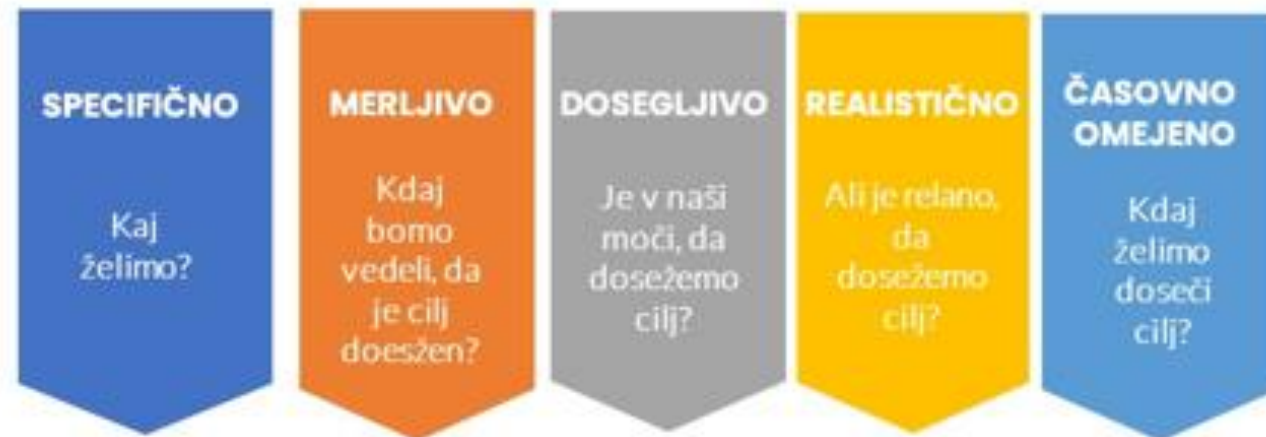 SPECIFIČNO
Kaj
želimo?
MERLJIVO
Kdaj
bomo
vedeli, da
je cilj
doesžen?
DOSEGLJIVO
Je v naši
moči, da
dosežemo
cilj?
REALISTIČNO
Ali je relano,
da
dosežemo
cilj?
ČASOVNO
OMEJENO
Kdaj
želimo
doseči
cilj?